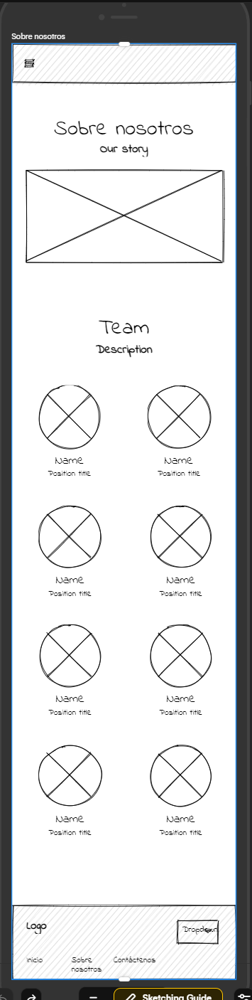 Sobre nosotros
Sobre nosotros
Our story
Team
Description
Name Name
Position title Position title
Name Name
Position title Position title
Name Name
Position title Position title
Name Name
Position title Position title
Logo
Dropdown
Inicio Sobre nosotros Contáctenos
Sketching Guide